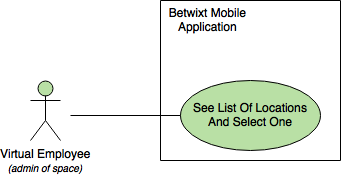 Betwixt Mobile
Application
See List Of Locations
And Select One
Virtual Employee
(admin of space)